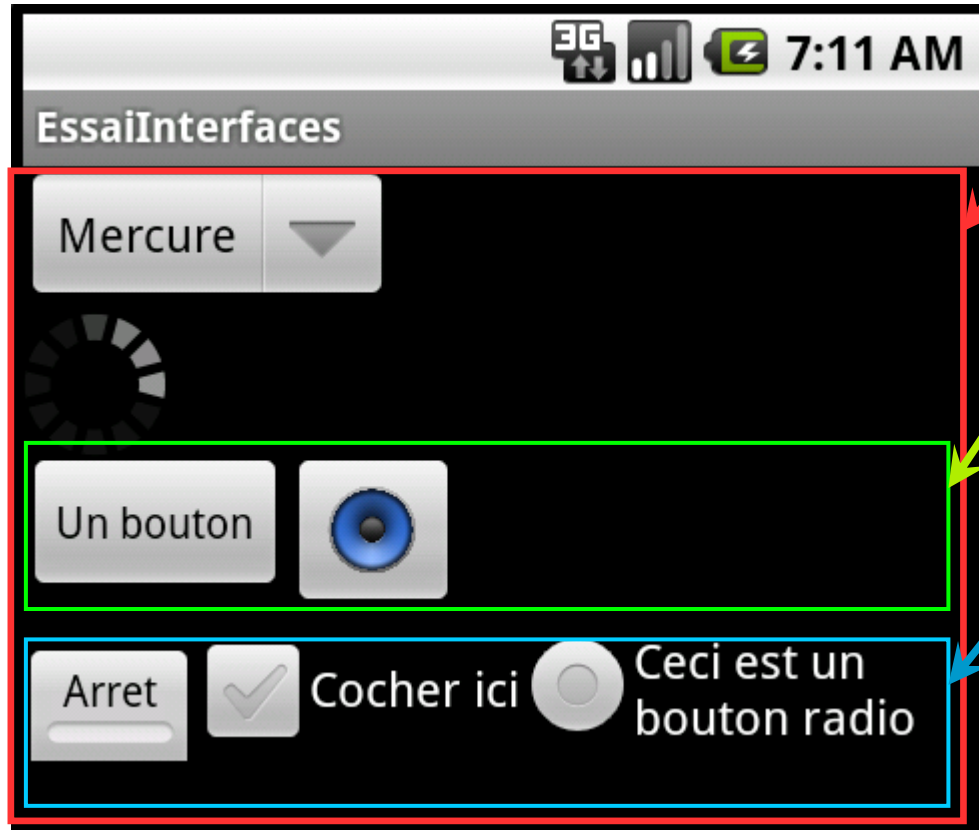 3G 7:11 AM
EssaiInterfaces
Mercure
Un bouton
Arret
Cocher ici
Ceci est un
bouton radio